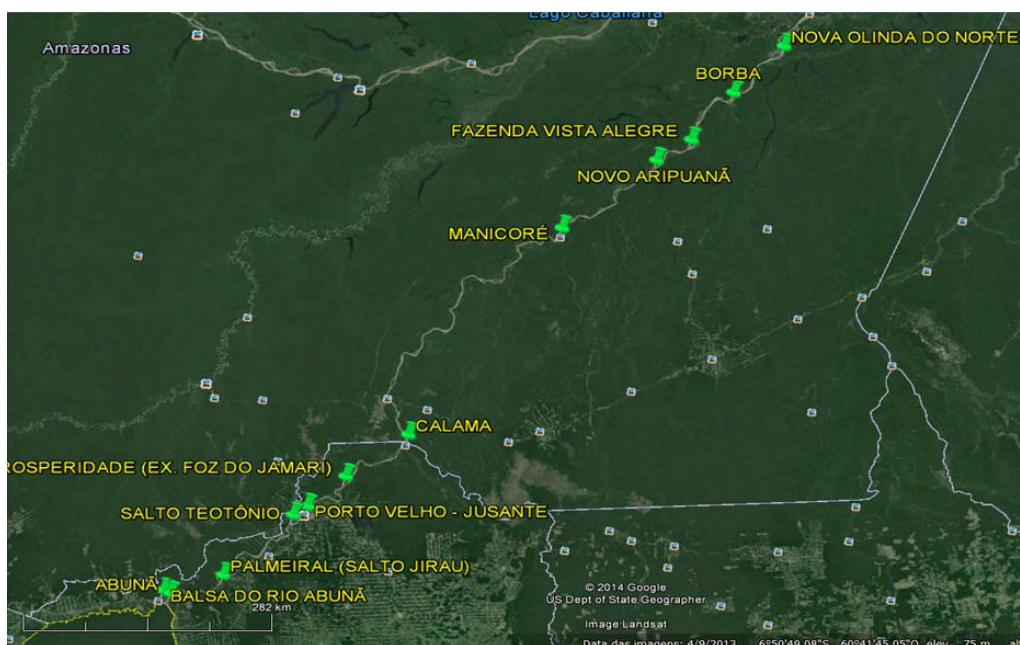 Lago Cabaliana
Amazonas
NOVA OLINDA DO NORTE
BORBA
FAZENDA VISTA ALEGRE
NOVO ARIPUANÃ
MANICORÉ
CALAMA
ROSPERIDADE (EX. FOZ DO JAMARI)
SALTO TEOTÔNIO
PORTO VELHO - JUSANTE
PALMEIRAL (SALTO JIRAU)
ABUNÃ
BALSA DO RIO ABUNÃ
282 km
© 2014 Google
US Dept of State Geographer
Image Landsat
Data das imagens: 4/9/2013 6°50'49.08"S 60°41'45.05"O elev 75 m